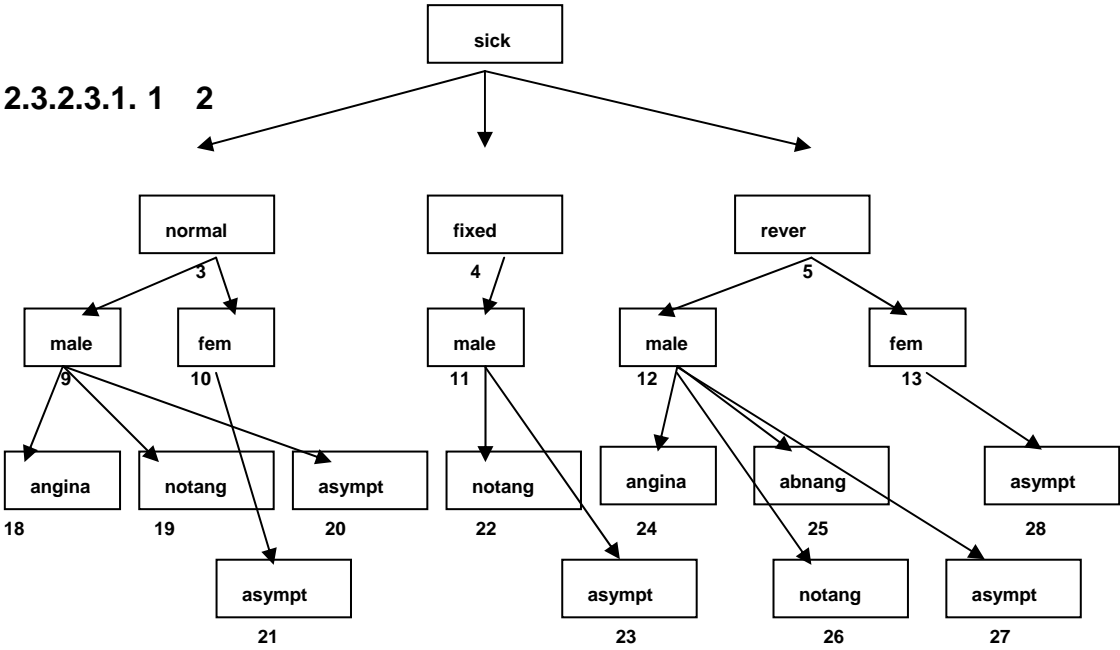 sick
2.3.2.3.1. 1 2
normal fixed rever
3 4 5
male fem male male fem
9 10 11 12 13
angina notang asympt notang angina abnang asympt
18 19 20 22 24 25 28
asympt asympt notang asympt
21 23 26 27